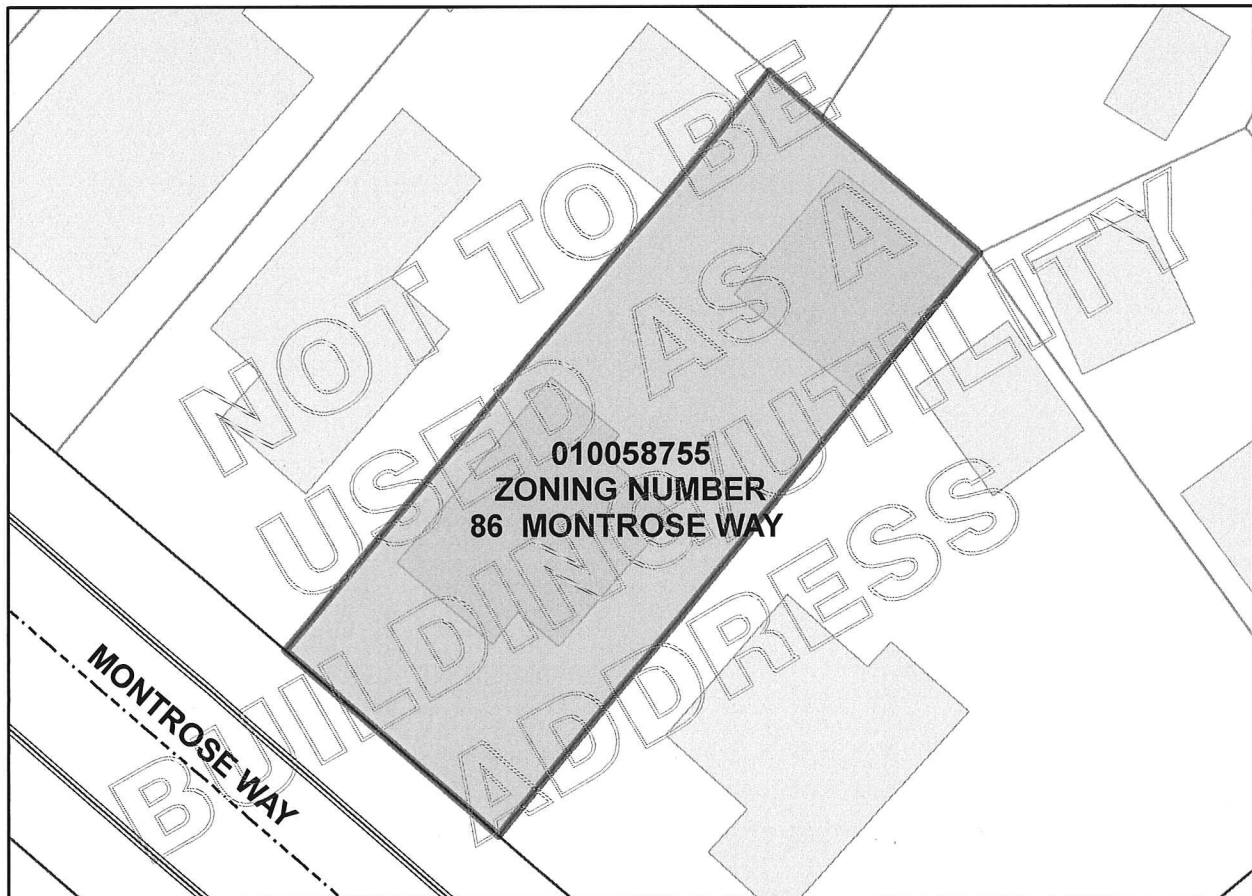 NOT TO BE
USED AS A
BUILDING/UTILITY
ADDRESS
010058755
ZONING NUMBER
86 MONTROSE WAY
MONTROSE WAY